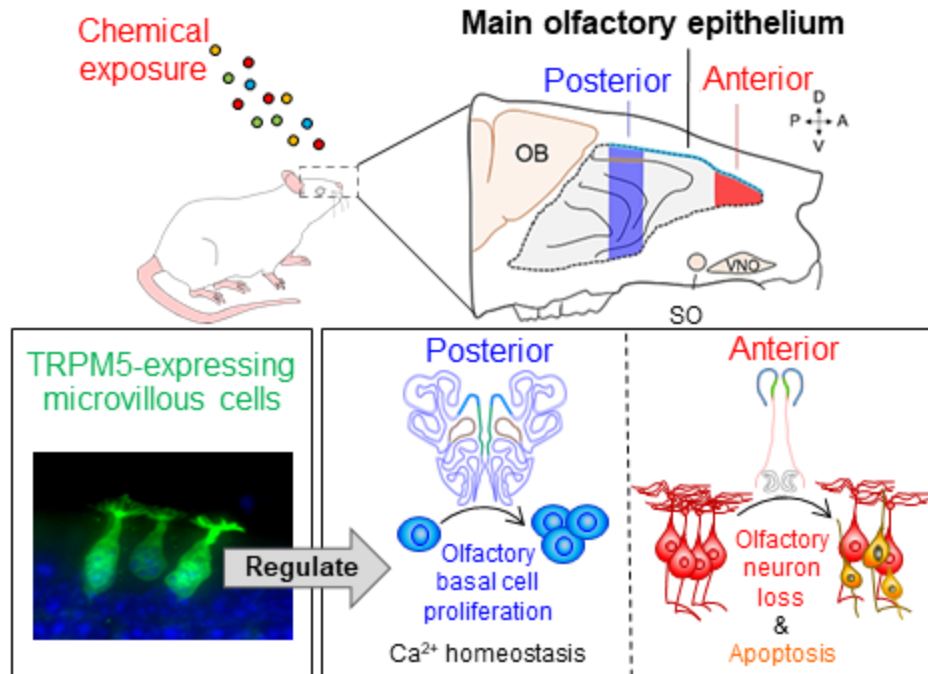 Chemical
exposure
Main olfactory epithelium
Posterior
Anterior
D
P
A
V
OB
VNO
SO
TRPM5-expressing
microvillous cells
Regulate
Posterior
Olfactory
basal cell
proliferation
Ca²⁺ homeostasis
Anterior
Olfactory
neuron
loss
&
Apoptosis